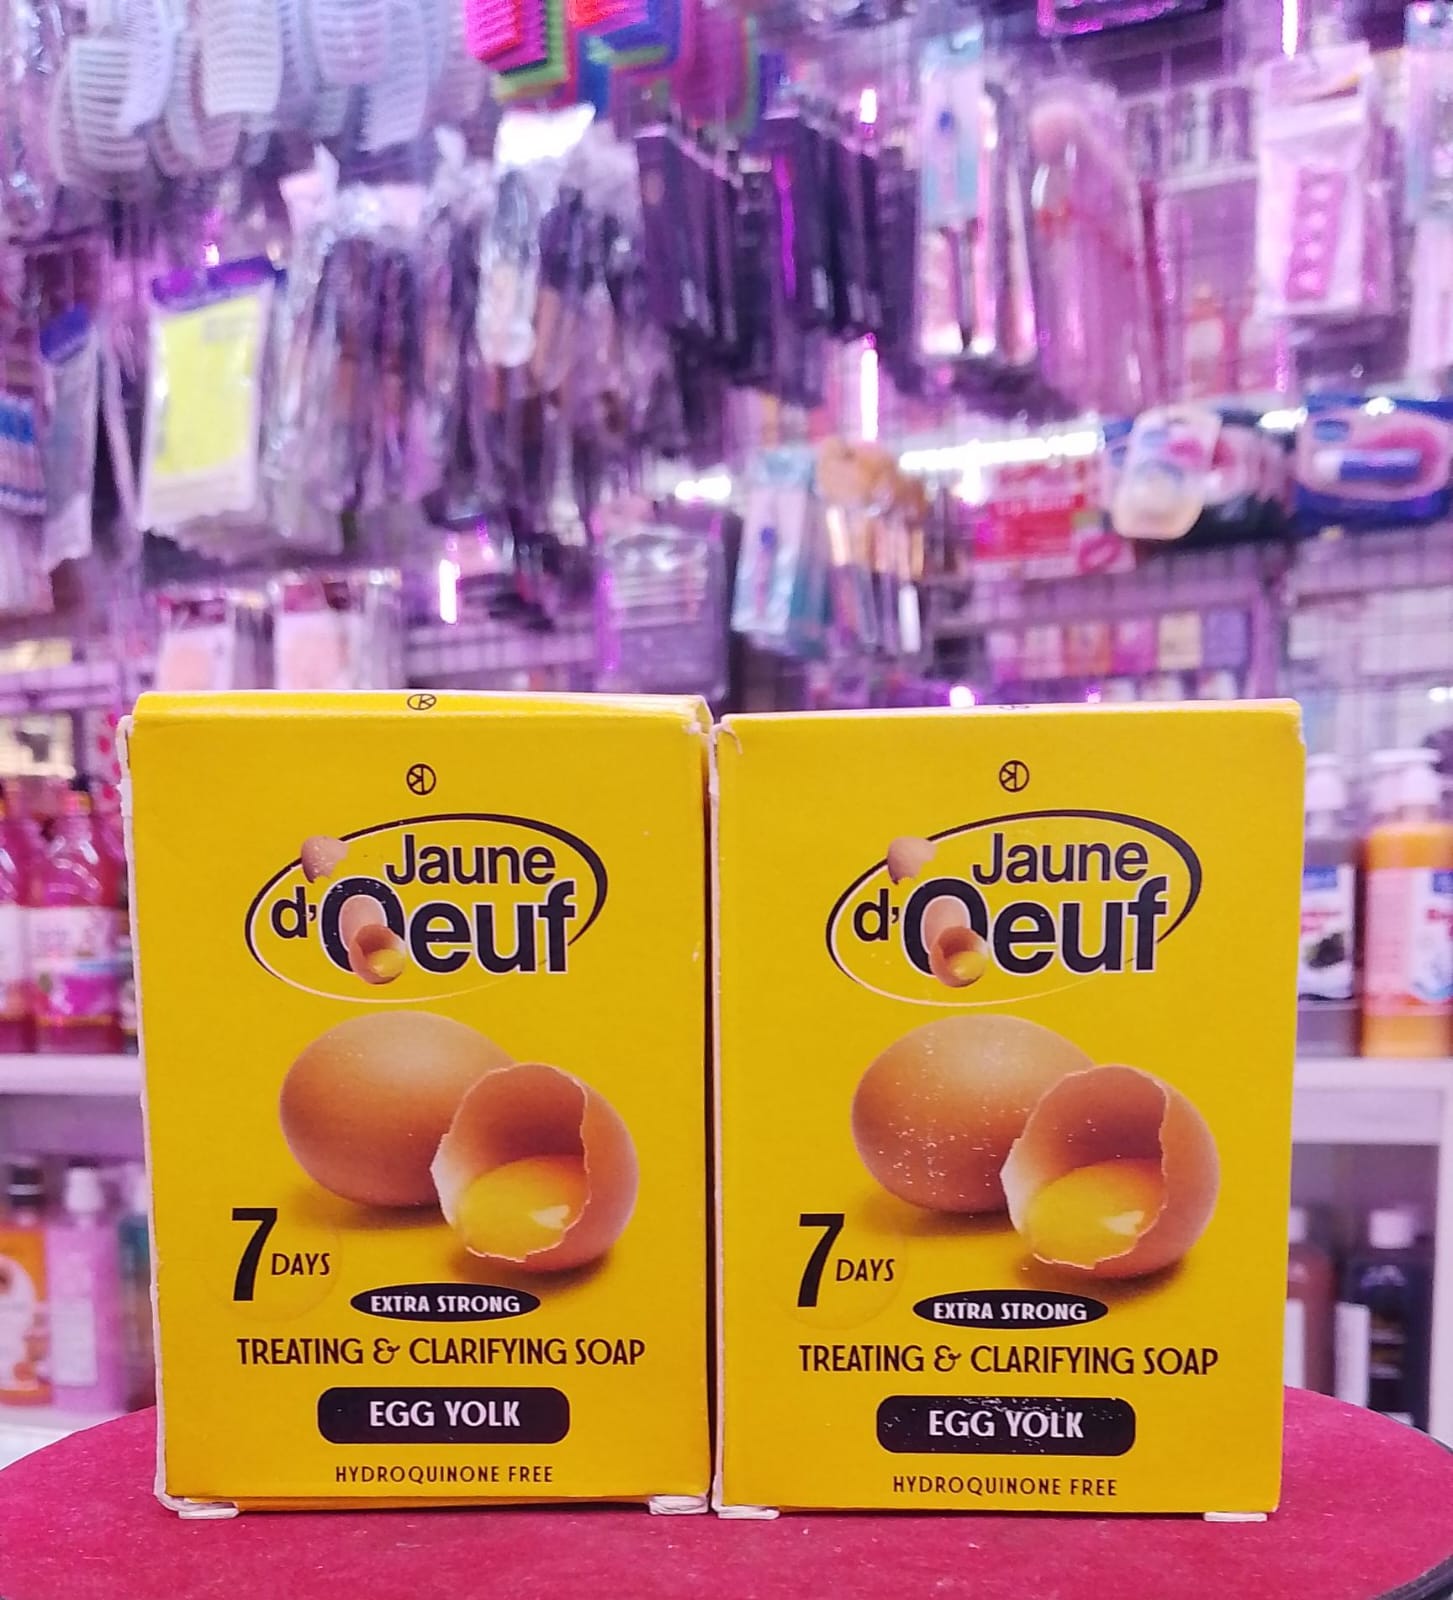 Jaune
d'Oeuf
7 DAYS
EXTRA STRONG
TREATING & CLARIFYING SOAP
EGG YOLK
HYDROQUINONE FREE
Jaune
d'Oeuf
7 DAYS
EXTRA STRONG
TREATING & CLARIFYING SOAP
EGG YOLK
HYDROQUINONE FREE